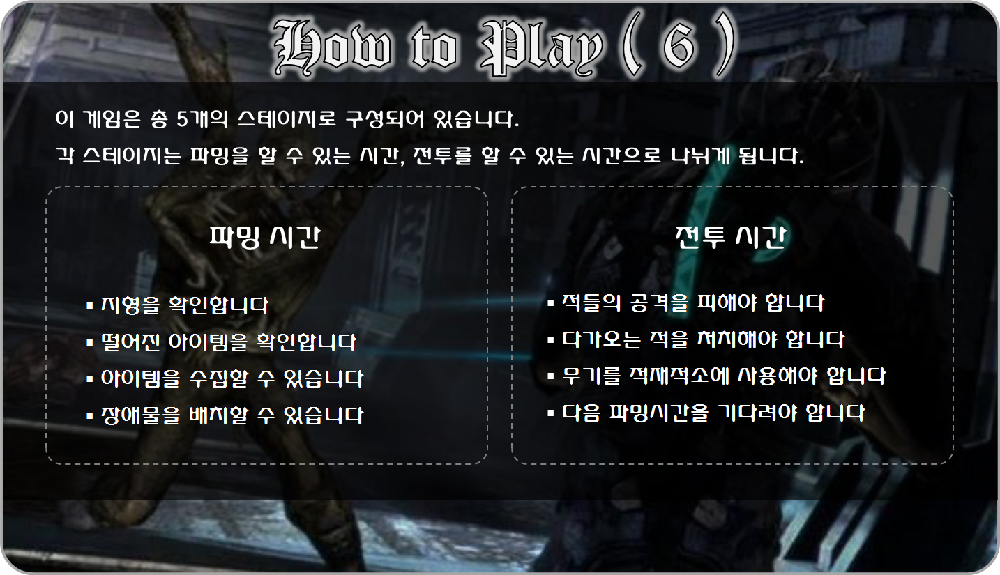 How to Play ( 6 )
이 게임은 총 5개의 스테이지로 구성되어 있습니다.
각 스테이지는 파밍을 할 수 있는 시간, 전투를 할 수 있는 시간으로 나뉘게 됩니다.
파밍 시간
▪ 지형을 확인합니다
▪ 떨어진 아이템을 확인합니다
▪ 아이템을 수집할 수 있습니다
▪ 장애물을 배치할 수 있습니다
전투 시간
▪ 적들의 공격을 피해야 합니다
▪ 다가오는 적을 처치해야 합니다
▪ 무기를 적재적소에 사용해야 합니다
▪ 다음 파밍시간을 기다려야 합니다